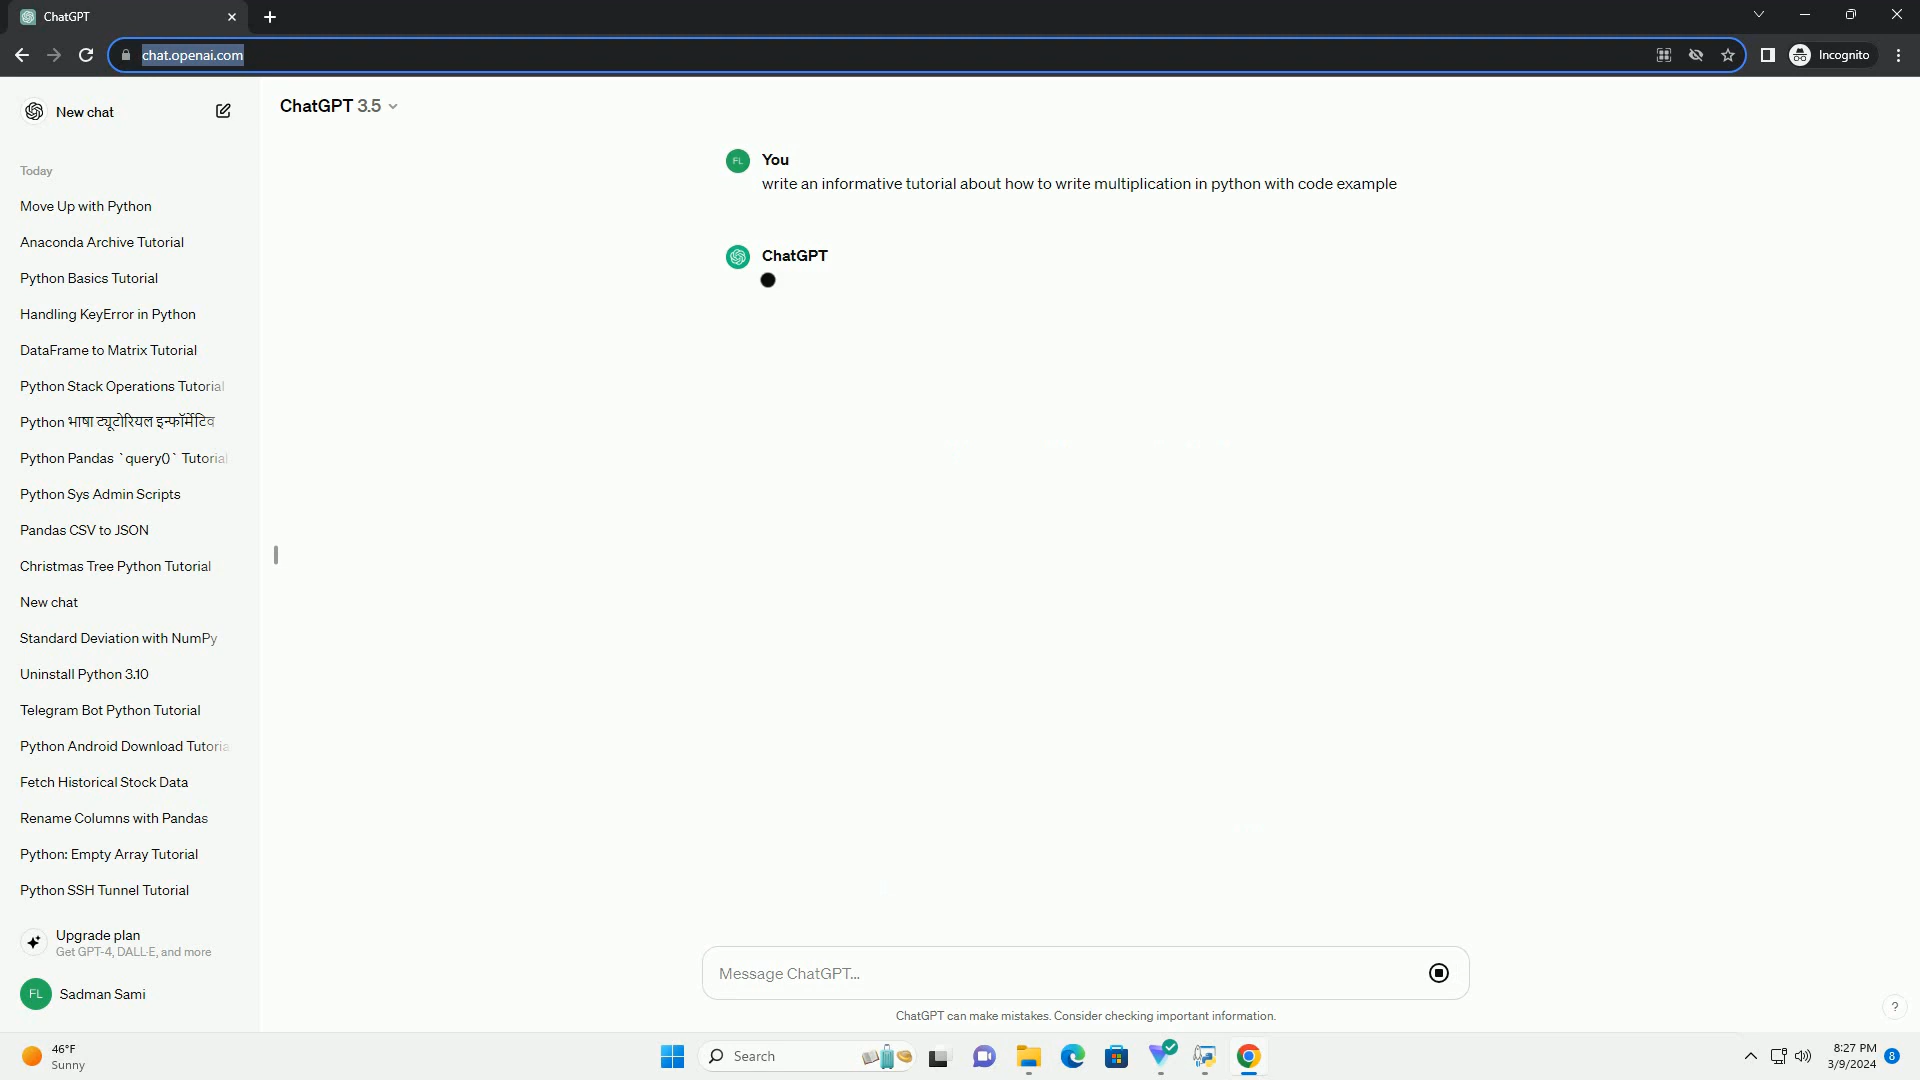 ChatGPT
chat.openai.com
Incognito
New chat
Today
Move Up with Python
Anaconda Archive Tutorial
Python Basics Tutorial
Handling KeyError in Python
DataFrame to Matrix Tutorial
Python Stack Operations Tutorial
Python भाषा ट्यूटोरियल इन्फॉर्मेटिव
Python Pandas `query()` Tutorial
Python Sys Admin Scripts
Pandas CSV to JSON
Christmas Tree Python Tutorial
New chat
Standard Deviation with NumPy
Uninstall Python 3.10
Telegram Bot Python Tutorial
Python Android Download Tutoria
Fetch Historical Stock Data
Rename Columns with Pandas
Python: Empty Array Tutorial
Python SSH Tunnel Tutorial
Upgrade plan
Get GPT-4, DALL·E, and more
FL Sadman Sami
ChatGPT 3.5
FL You
write an informative tutorial about how to write multiplication in python with code example
ChatGPT
Message ChatGPT...
ChatGPT can make mistakes. Consider checking important information.
?
46°F
Sunny
Search
8:27 PM
3/9/2024
8